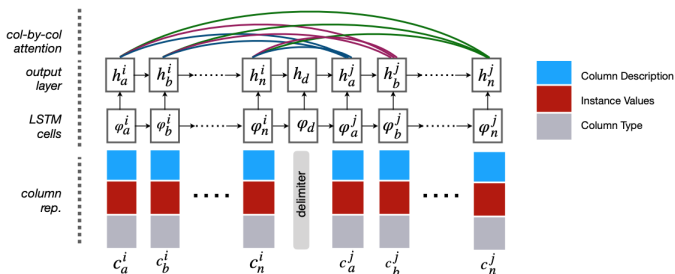 col-by-col
attention
output
layer
h_a^i h_b^i h_n^i h_d h_a^j h_b^j h_n^j
LSTM
cells
φ_a^i φ_b^i φ_n^i φ_d φ_a^j φ_b^j φ_n^j
column
rep.
delimiter
c_a^i c_b^i c_n^i c_a^j c_b^j c_n^j
Column Description
Instance Values
Column Type